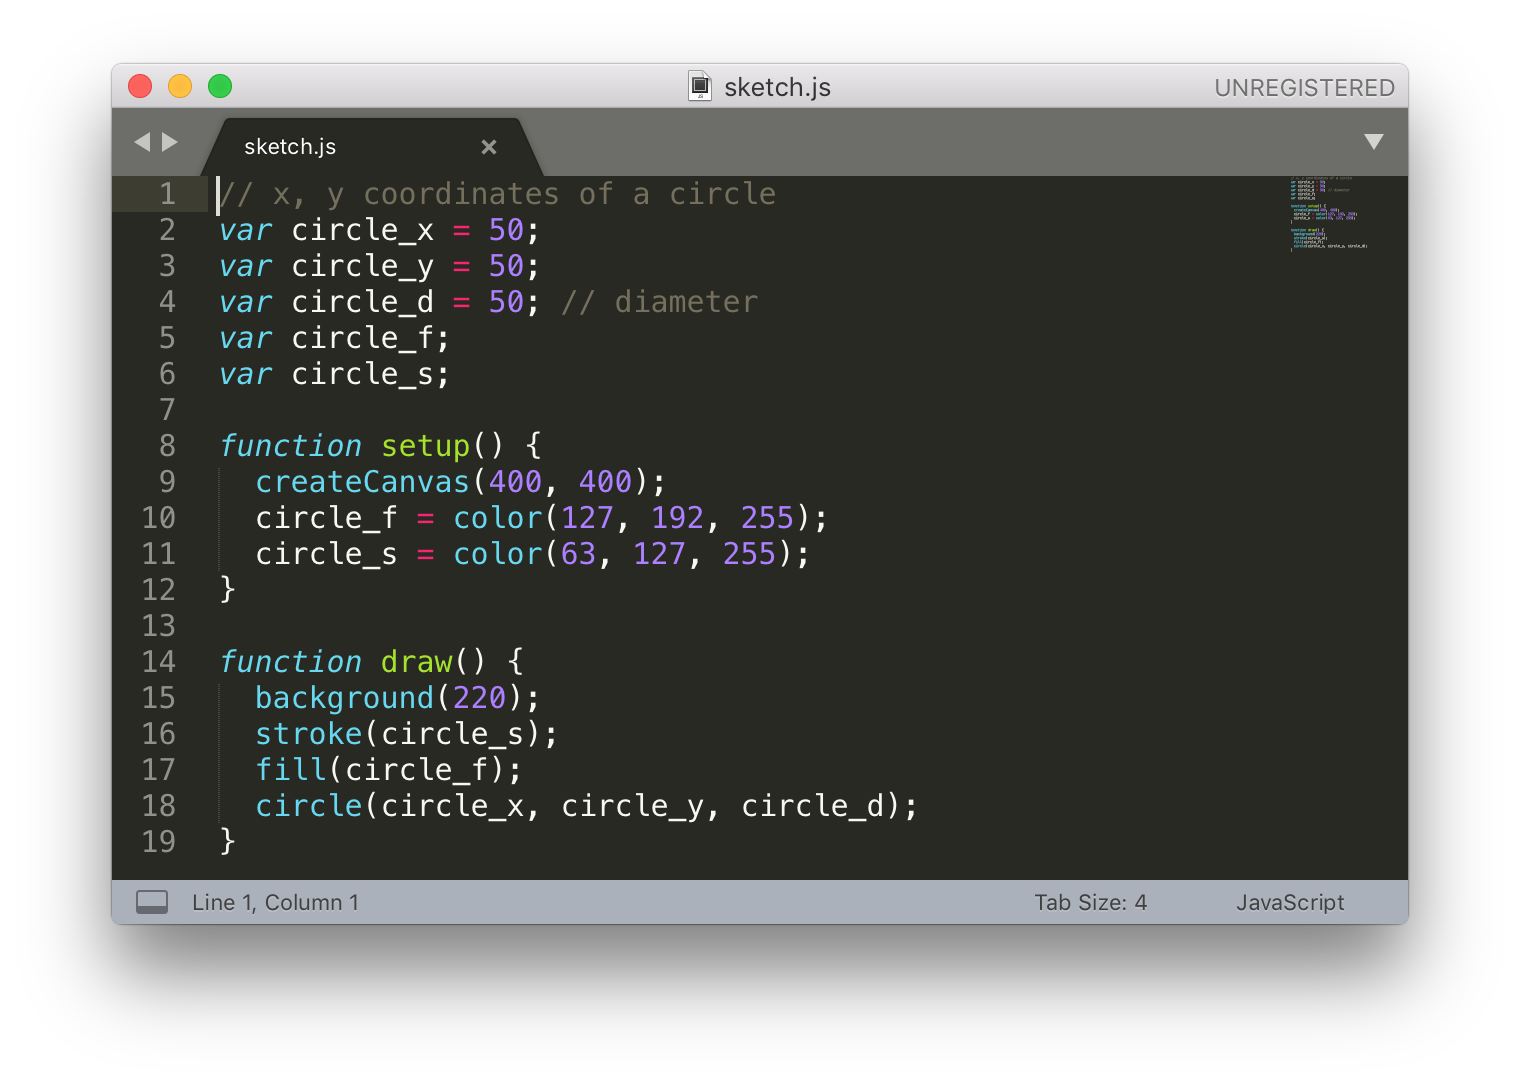 sketch.js
UNREGISTERED
sketch.js
1 // x, y coordinates of a circle
2 var circle_x = 50;
3 var circle_y = 50;
4 var circle_d = 50; // diameter
5 var circle_f;
6 var circle_s;
7
8 function setup() {
9   createCanvas(400, 400);
10   circle_f = color(127, 192, 255);
11   circle_s = color(63, 127, 255);
12 }
13
14 function draw() {
15   background(220);
16   stroke(circle_s);
17   fill(circle_f);
18   circle(circle_x, circle_y, circle_d);
19 }
Line 1, Column 1
Tab Size: 4
JavaScript